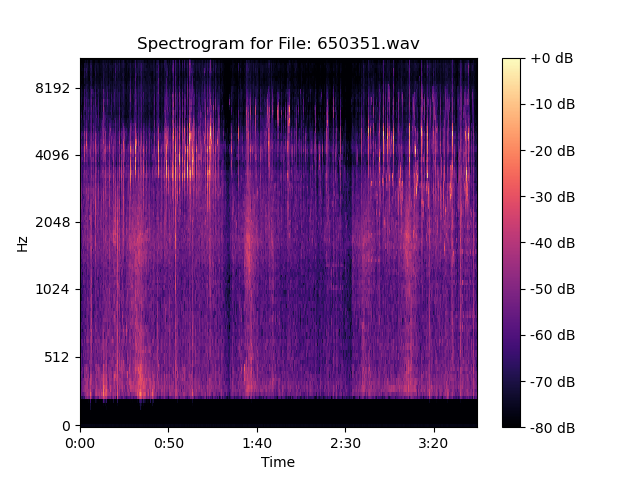 Spectrogram for File: 650351.wav
Hz
8192
4096
2048
1024
512
0
0:00 0:50 1:40 2:30 3:20
Time
+0 dB
-10 dB
-20 dB
-30 dB
-40 dB
-50 dB
-60 dB
-70 dB
-80 dB